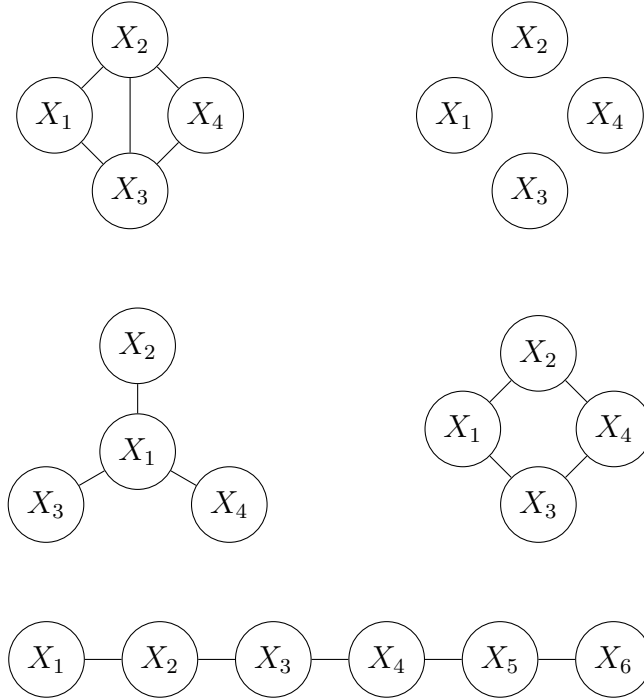 X₂ X₂
X₁ X₄ X₁ X₄
X₃ X₃
X₂ X₂
X₁ X₁ X₄
X₃ X₄ X₃
X₁ X₂ X₃ X₄ X₅ X₆